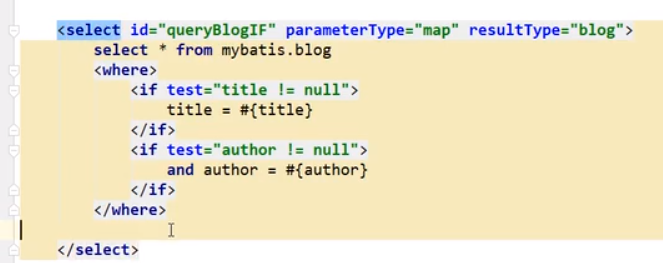 <select id="queryBlogIF" parameterType="map" resultType="blog">
    select * from mybatis.blog
    <where>
        <if test="title != null">
            title = #{title}
        </if>
        <if test="author != null">
            and author = #{author}
        </if>
    </where>
</select>